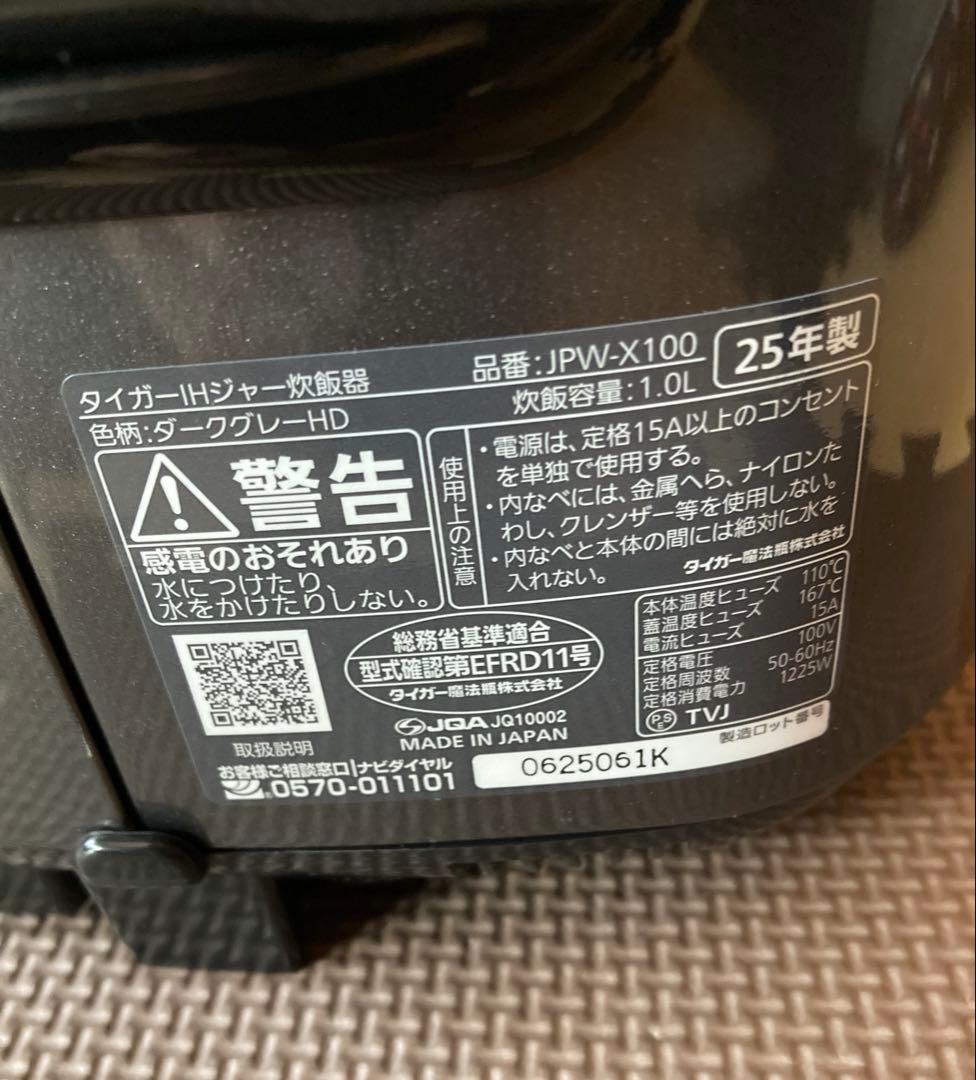 タイガーIHジャー炊飯器
品番:JPW-X100
25年製
色柄:ダークグレーHD
炊飯容量:1.0L
警告
感電のおそれあり
水につけたり、
水をかけたりしない。
使用上の注意
・電源は、定格15A以上のコンセント
を単独で使用する。
・内なべには、金属へら、ナイロンた
わし、クレンザー等を使用しない。
・内なべと本体の間には絶対に水を
入れない。
タイガー魔法瓶株式会社
取扱説明
総務省基準適合
型式確認第EFRD11号
タイガー魔法瓶株式会社
JQA JQ10002
MADE IN JAPAN
本体温度ヒューズ 110℃
蓋温度ヒューズ 167℃
電流ヒューズ 15A
定格電圧 100V
定格周波数 50-60Hz
定格消費電力 1225W
PSE TVJ
お客様ご相談窓口|ナビダイヤル
0570-011101
製造ロット番号
0625061K